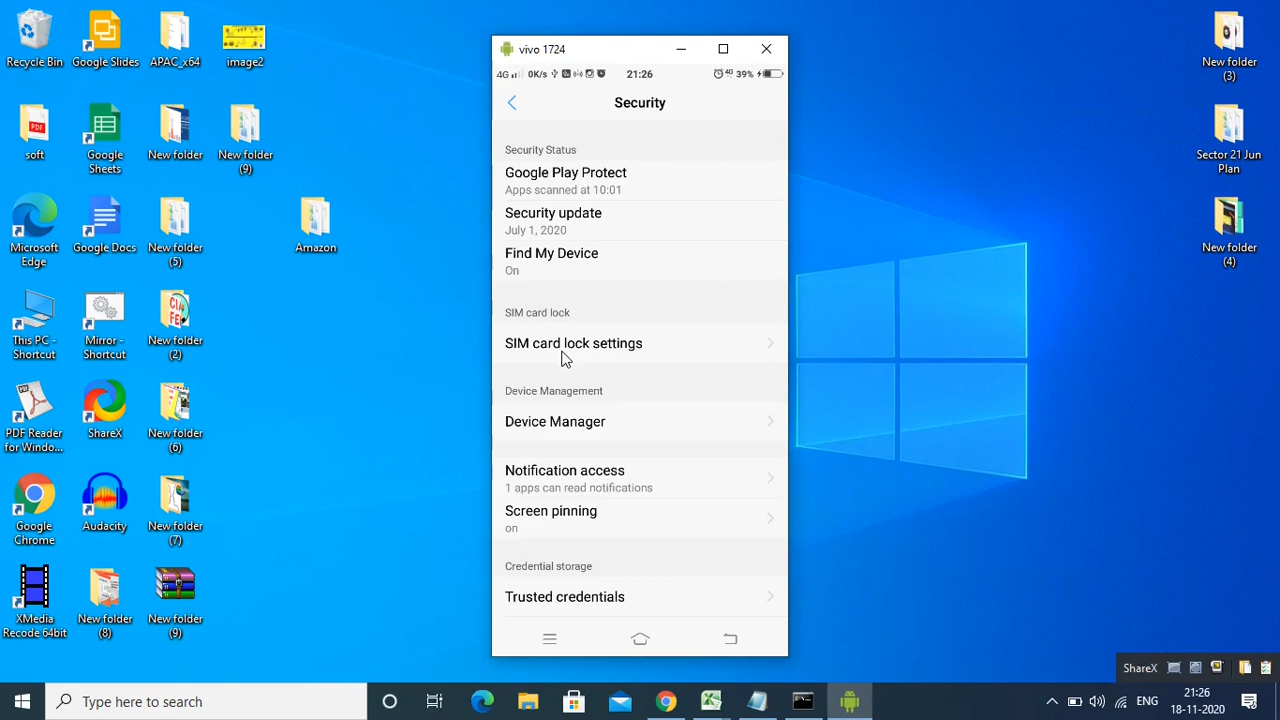 Recycle Bin
Google Slides
APAC_x64
image2
soft
Google
Sheets
New folder
New folder
(9)
Microsoft
Edge
Google Docs
New folder
(5)
Amazon
This PC -
Shortcut
Mirror -
Shortcut
New folder
(2)
PDF Reader
for Windo...
ShareX
New folder
(6)
Google
Chrome
Audacity
New folder
(7)
XMedia
Recode 64bit
New folder
(8)
New folder
(9)
vivo 1724
4G 0K/s 21:26 4G 39%
Security
Security Status
Google Play Protect
Apps scanned at 10:01
Security update
July 1, 2020
Find My Device
On
SIM card lock
SIM card lock settings
Device Management
Device Manager
Notification access
1 apps can read notifications
Screen pinning
on
Credential storage
Trusted credentials
New folder
(3)
Sector 21 Jun
Plan
New folder
(4)
ShareX
Type here to search
ENG
21:26
18-11-2020